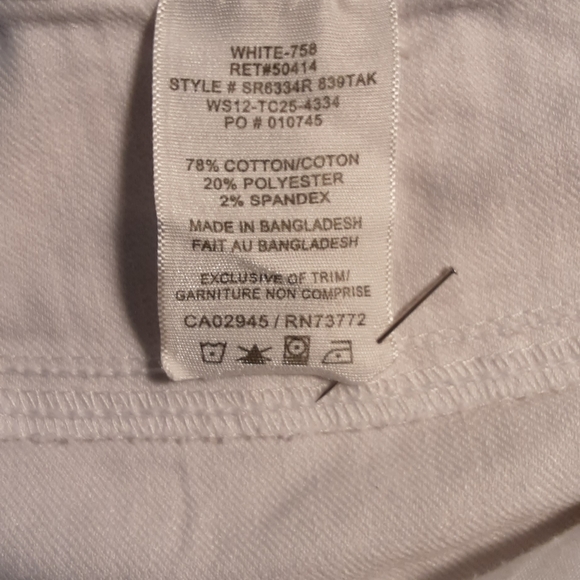 WHITE-758
RET#50414
STYLE # SR6334R 839TAK
WS12-TC25-4334
PO # 010745
78% COTTON/COTON
20% POLYESTER
2% SPANDEX
MADE IN BANGLADESH
FAIT AU BANGLADESH
EXCLUSIVE OF TRIM/
GARNITURE NON COMPRISE
CA02945 / RN73772